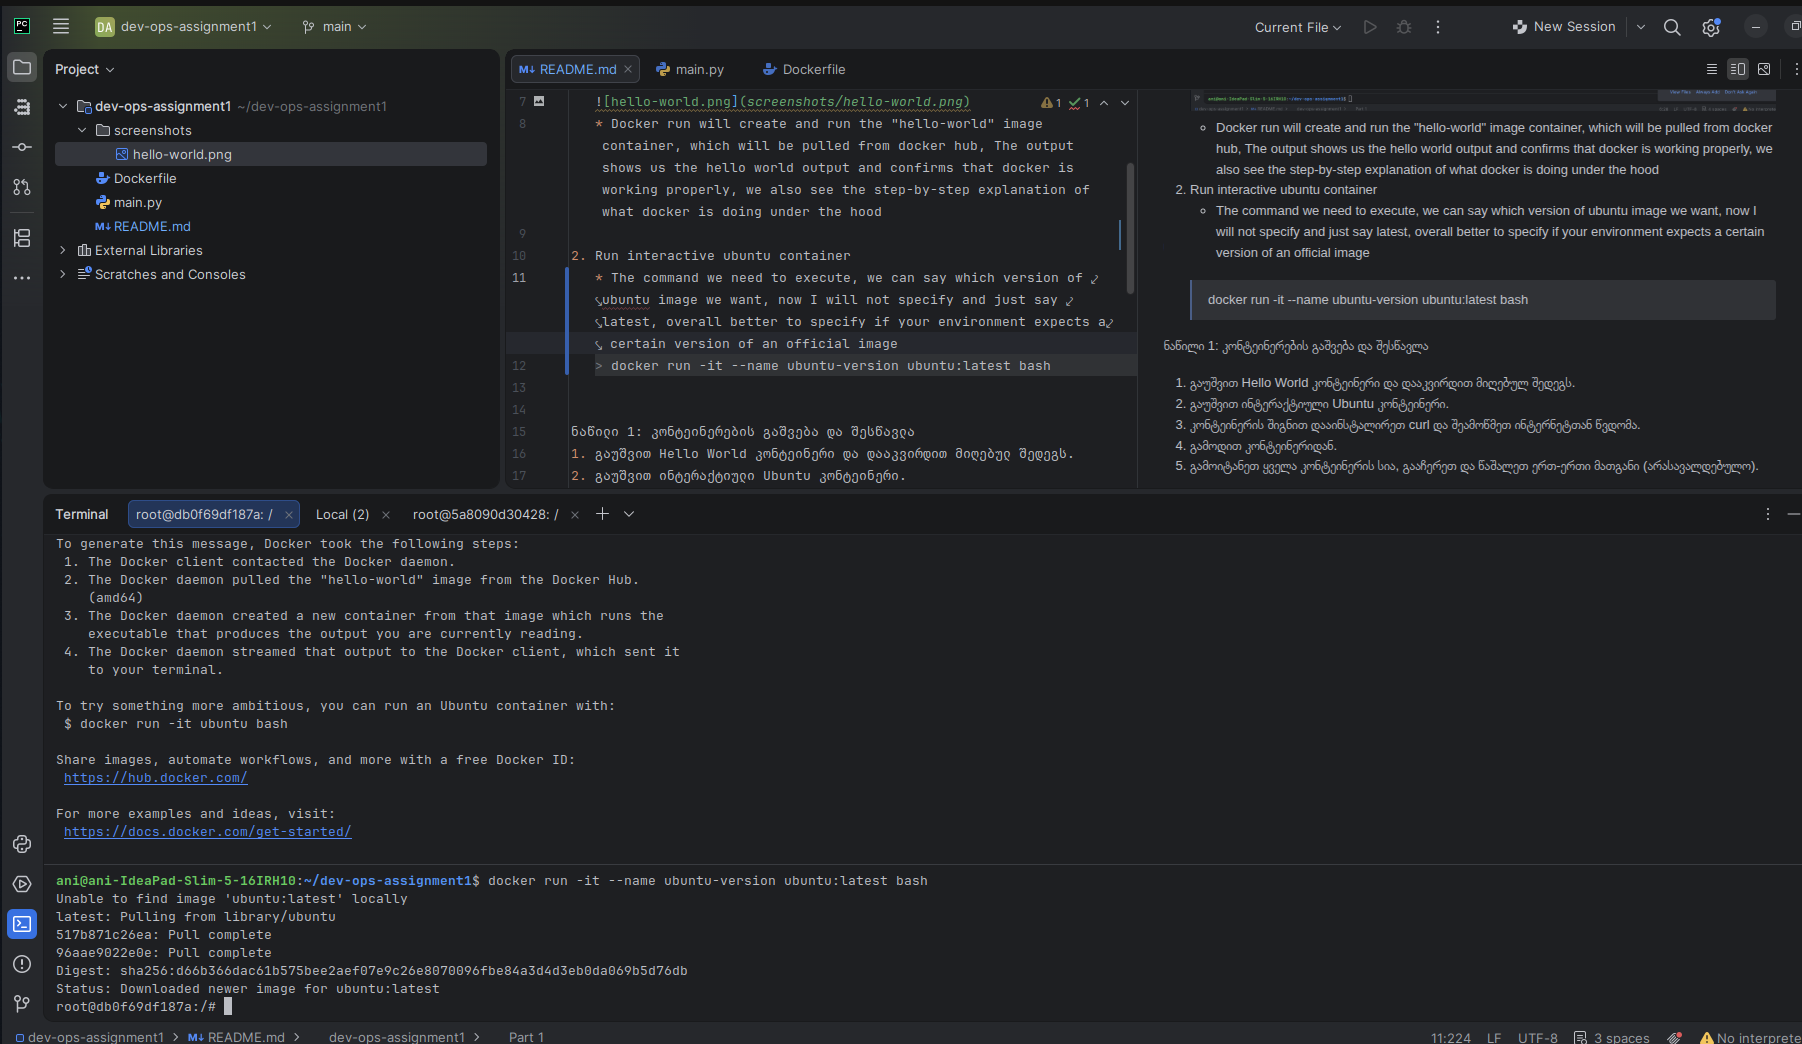 PC
DA dev-ops-assignment1 main Current File New Session
Project
README.md main.py Dockerfile
dev-ops-assignment1 ~/dev-ops-assignment1
screenshots
hello-world.png
Dockerfile
main.py
README.md
External Libraries
Scratches and Consoles
7 ![hello-world.png](screenshots/hello-world.png) 1 1
8 * Docker run will create and run the "hello-world" image
container, which will be pulled from docker hub, The output
shows us the hello world output and confirms that docker is
working properly, we also see the step-by-step explanation of
what docker is doing under the hood
9
10 2. Run interactive ubuntu container
11 * The command we need to execute, we can say which version of
ubuntu image we want, now I will not specify and just say
latest, overall better to specify if your environment expects a
certain version of an official image
12 > docker run -it --name ubuntu-version ubuntu:latest bash
13
14
15 ნაწილი 1: კონტეინერების გაშვება და შესწავლა
16 1. გაუშვით Hello World კონტეინერი და დააკვირდით მიღებულ შედეგს.
17 2. გაუშვით ინტერაქტიული Ubuntu კონტეინერი.
Docker run will create and run the "hello-world" image container, which will be pulled from docker
hub, The output shows us the hello world output and confirms that docker is working properly, we
also see the step-by-step explanation of what docker is doing under the hood
2. Run interactive ubuntu container
The command we need to execute, we can say which version of ubuntu image we want, now I
will not specify and just say latest, overall better to specify if your environment expects a certain
version of an official image
docker run -it --name ubuntu-version ubuntu:latest bash
ნაწილი 1: კონტეინერების გაშვება და შესწავლა
1. გაუშვით Hello World კონტეინერი და დააკვირდით მიღებულ შედეგს.
2. გაუშვით ინტერაქტიული Ubuntu კონტეინერი.
3. კონტეინერის შიგნით დააინსტალირეთ curl და შეამოწმეთ ინტერნეტთან წვდომა.
4. გამოდით კონტეინერიდან.
5. გამოიტანეთ ყველა კონტეინერის სია, გააჩერეთ და წაშალეთ ერთ-ერთი მათგანი (არასავალდებულო).
Terminal root@db0f69df187a: / Local (2) root@5a8090d30428: /
To generate this message, Docker took the following steps:
1. The Docker client contacted the Docker daemon.
2. The Docker daemon pulled the "hello-world" image from the Docker Hub.
(amd64)
3. The Docker daemon created a new container from that image which runs the
executable that produces the output you are currently reading.
4. The Docker daemon streamed that output to the Docker client, which sent it
to your terminal.
To try something more ambitious, you can run an Ubuntu container with:
$ docker run -it ubuntu bash
Share images, automate workflows, and more with a free Docker ID:
https://hub.docker.com/
For more examples and ideas, visit:
https://docs.docker.com/get-started/
ani@ani-IdeaPad-Slim-5-16IRH10:~/dev-ops-assignment1$ docker run -it --name ubuntu-version ubuntu:latest bash
Unable to find image 'ubuntu:latest' locally
latest: Pulling from library/ubuntu
517b871c26ea: Pull complete
96aae9022e0e: Pull complete
Digest: sha256:d66b366dac61b575bee2aef07e9c26e8070096fbe84a3d4d3eb0da069b5d76db
Status: Downloaded newer image for ubuntu:latest
root@db0f69df187a:/#
dev-ops-assignment1 > README.md > dev-ops-assignment1 > Part 1 11:224 LF UTF-8 3 spaces No interprete